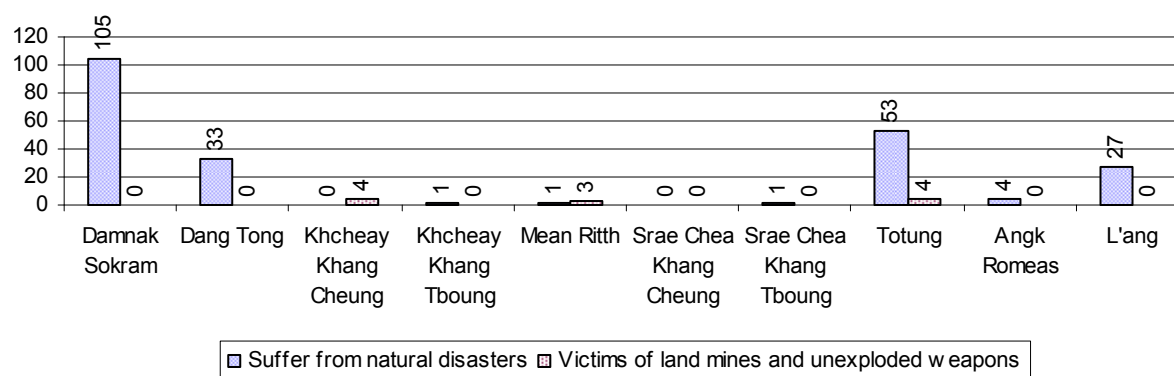 120
100
80
60
40
20
0
105
0
33
0
0
4
1
0
1
3
0
0
1
0
53
4
4
0
27
0
Damnak
Sokram
Dang Tong
Khcheay
Khang
Cheung
Khcheay
Khang
Tboung
Mean Ritth
Srae Chea
Khang
Cheung
Srae Chea
Khang
Tboung
Totung
Angk
Romeas
L'ang
Suffer from natural disasters
Victims of land mines and unexploded weapons